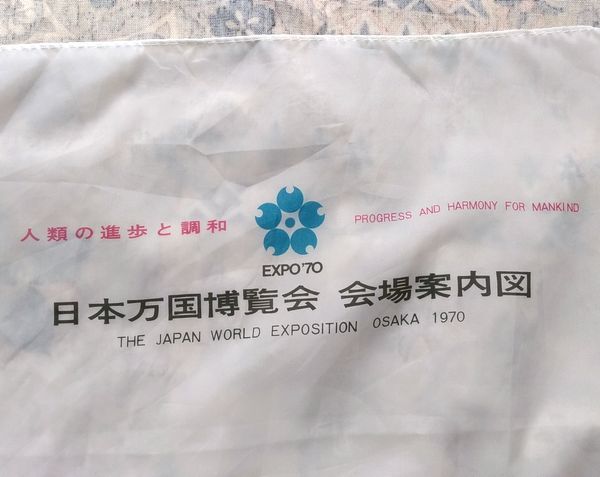 人類の進歩と調和
PROGRESS AND HARMONY FOR MANKIND
EXPO'70
日本万国博覧会 会場案内図
THE JAPAN WORLD EXPOSITION OSAKA 1970